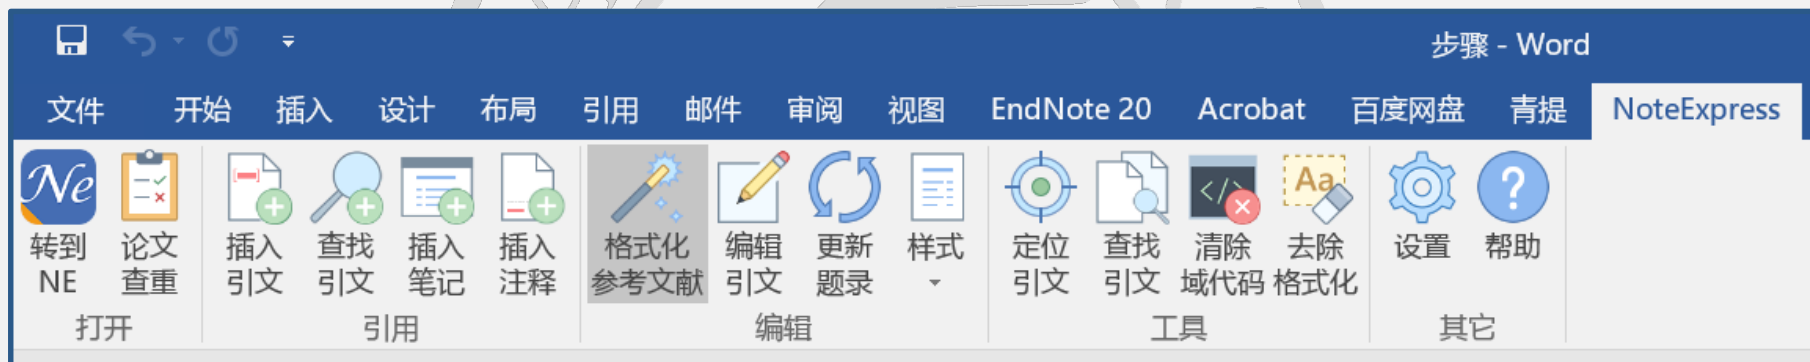 步骤 - Word
文件 开始 插入 设计 布局 引用 邮件 审阅 视图 EndNote 20 Acrobat 百度网盘 青提 NoteExpress
Ne
Aa
转到 论文 插入 查找 插入 插入 格式化 编辑 更新 样式 定位 查找 清除 去除 设置 帮助
NE 查重 引文 引文 笔记 注释 参考文献 引文 题录 引文 引文 域代码 格式化
打开 引用 编辑 工具 其它